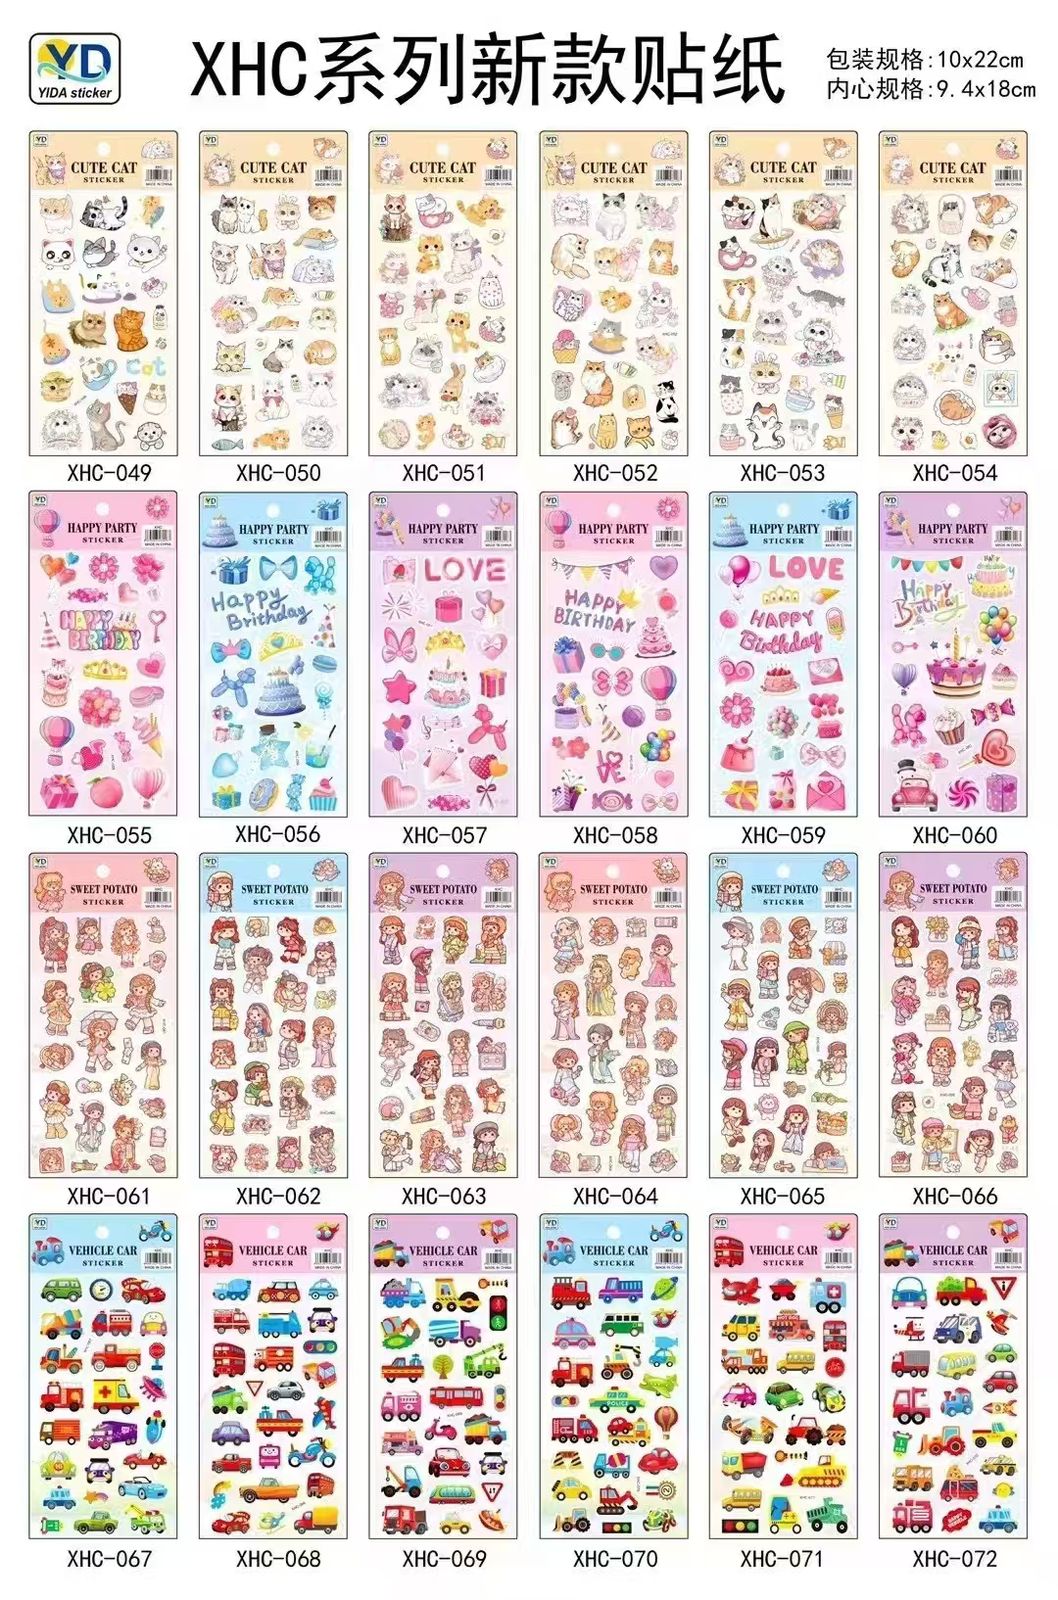 YD
YIDA sticker
XHC系列新款贴纸
包装规格:10x22cm
内心规格:9.4x18cm
CUTE CAT
STICKER
CUTE CAT
STICKER
CUTE CAT
STICKER
CUTE CAT
STICKER
CUTE CAT
STICKER
CUTE CAT
STICKER
cat
XHC-049
XHC-050
XHC-051
XHC-052
XHC-053
XHC-054
HAPPY PARTY
STICKER
HAPPY PARTY
STICKER
HAPPY PARTY
STICKER
HAPPY PARTY
STICKER
HAPPY PARTY
STICKER
HAPPY PARTY
STICKER
HAPPY
BIRTHDAY
Happy
Birthday
LOVE
HAPPY
BIRTHDAY
LOVE
LOVE
HAPPY
Birthday
Happy
Birthday
XHC-055
XHC-056
XHC-057
XHC-058
XHC-059
XHC-060
SWEET POTATO
STICKER
SWEET POTATO
STICKER
SWEET POTATO
STICKER
SWEET POTATO
STICKER
SWEET POTATO
STICKER
SWEET POTATO
STICKER
XHC-061
XHC-062
XHC-063
XHC-064
XHC-065
XHC-066
VEHICLE CAR
STICKER
VEHICLE CAR
STICKER
VEHICLE CAR
STICKER
VEHICLE CAR
STICKER
VEHICLE CAR
STICKER
VEHICLE CAR
STICKER
POLICE
XHC-067
XHC-068
XHC-069
XHC-070
XHC-071
XHC-072